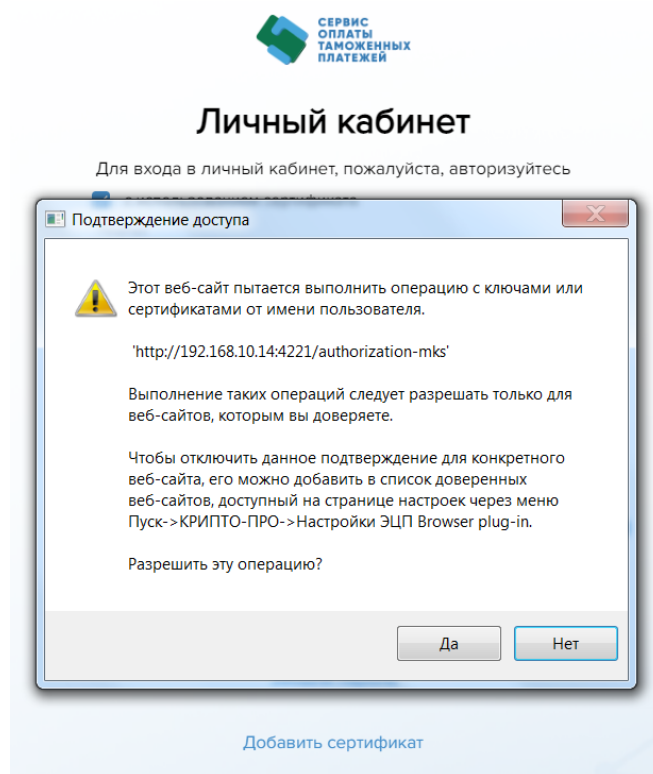 СЕРВИС
ОПЛАТЫ
ТАМОЖЕННЫХ
ПЛАТЕЖЕЙ
Личный кабинет
Для входа в личный кабинет, пожалуйста, авторизуйтесь
Подтверждение доступа
Этот веб-сайт пытается выполнить операцию с ключами или
сертификатами от имени пользователя.
'http://192.168.10.14:4221/authorization-mks'
Выполнение таких операций следует разрешать только для
веб-сайтов, которым вы доверяете.
Чтобы отключить данное подтверждение для конкретного
веб-сайта, его можно добавить в список доверенных
веб-сайтов, доступный на странице настроек через меню
Пуск->КРИПТО-ПРО->Настройки ЭЦП Browser plug-in.
Разрешить эту операцию?
Да
Нет
Добавить сертификат